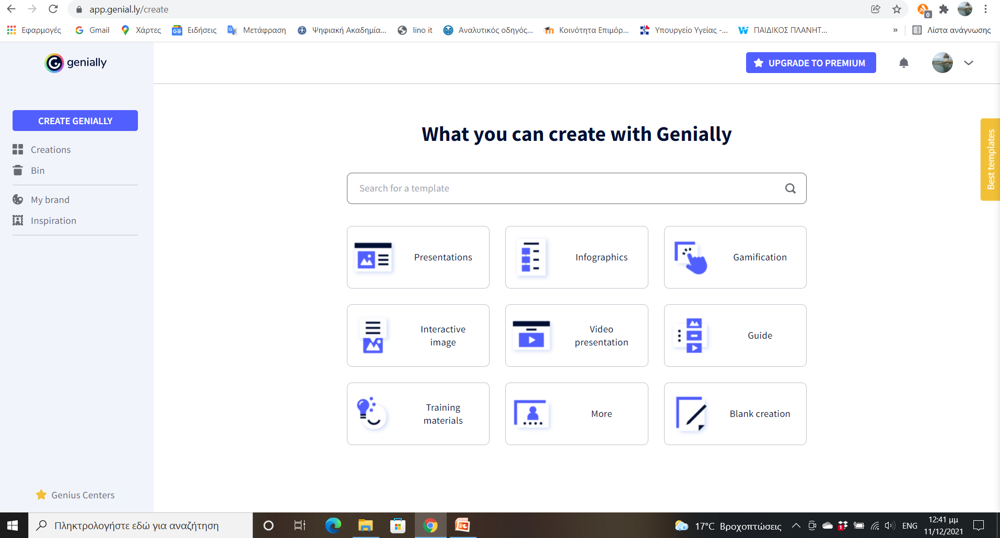 app.genial.ly/create
0
Εφαρμογές
Gmail
Χάρτες
Ειδήσεις
Μετάφραση
Ψηφιακή Ακαδημία...
lino it
Αναλυτικός οδηγός...
Κοινότητα Επιμόρ...
Υπουργείο Υγείας -...
ΠΑΙΔΙΚΟΣ ΠΛΑΝΗΤ...
»
Λίστα ανάγνωσης
genially
UPGRADE TO PREMIUM
CREATE GENIALLY
Creations
Bin
My brand
Inspiration
Genius Centers
What you can create with Genially
Search for a template
Best templates
Presentations
Infographics
Gamification
Interactive
image
Video
presentation
Guide
Training
materials
More
Blank creation
Πληκτρολογήστε εδώ για αναζήτηση
17°C Βροχοπτώσεις
1
ENG
12:41 μμ
11/12/2021